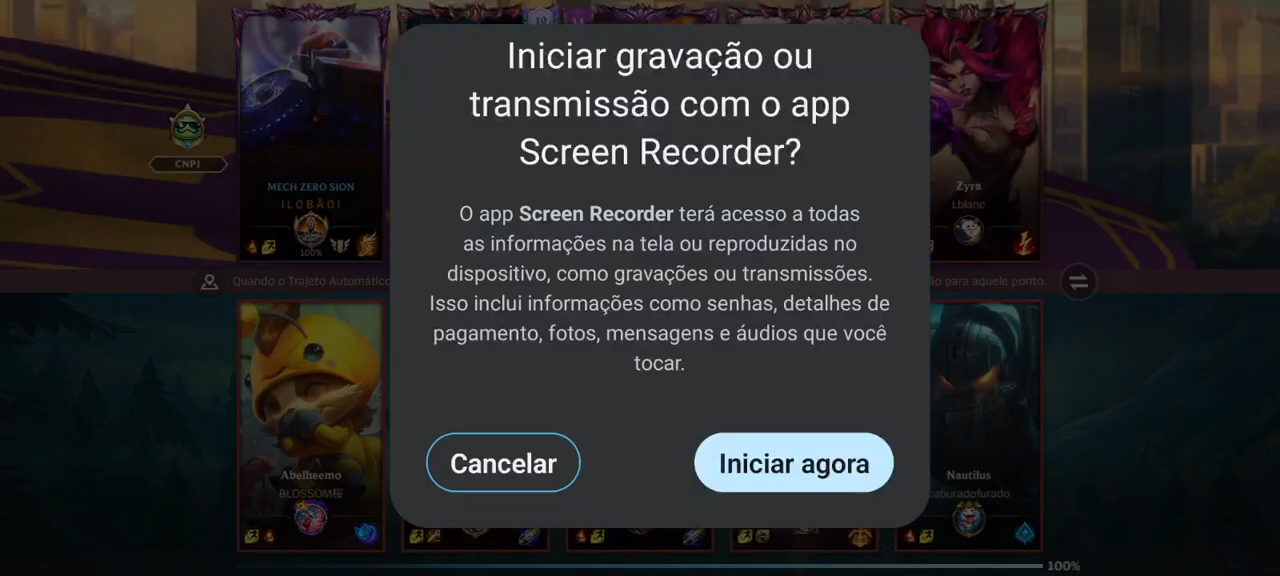 Iniciar gravação ou
transmissão com o app
Screen Recorder?
O app Screen Recorder terá acesso a todas
as informações na tela ou reproduzidas no
dispositivo, como gravações ou transmissões.
Isso inclui informações como senhas, detalhes de
pagamento, fotos, mensagens e áudios que você
tocar.
Cancelar
Iniciar agora
CNPJ
MECH ZERO SION
ILOBÃOI
100%
Zyra
Lblanc
Quando o Trajeto Automático
ão para aquele ponto.
Abelheemo
BLOSSOM桜
Nautilus
caburadofurado
100%